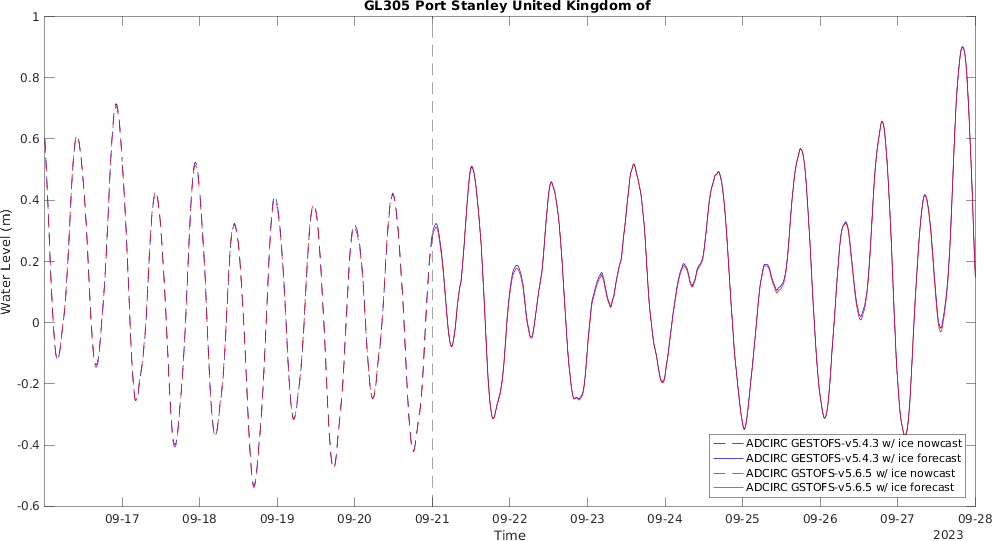 GL305 Port Stanley United Kingdom of
Water Level (m)
1
0.8
0.6
0.4
0.2
0
-0.2
-0.4
-0.6
ADCIRC GESTOFS-v5.4.3 w/ ice nowcast
ADCIRC GESTOFS-v5.4.3 w/ ice forecast
ADCIRC GSTOFS-v5.6.5 w/ ice nowcast
ADCIRC GSTOFS-v5.6.5 w/ ice forecast
09-17 09-18 09-19 09-20 09-21 09-22 09-23 09-24 09-25 09-26 09-27 09-28
Time
2023